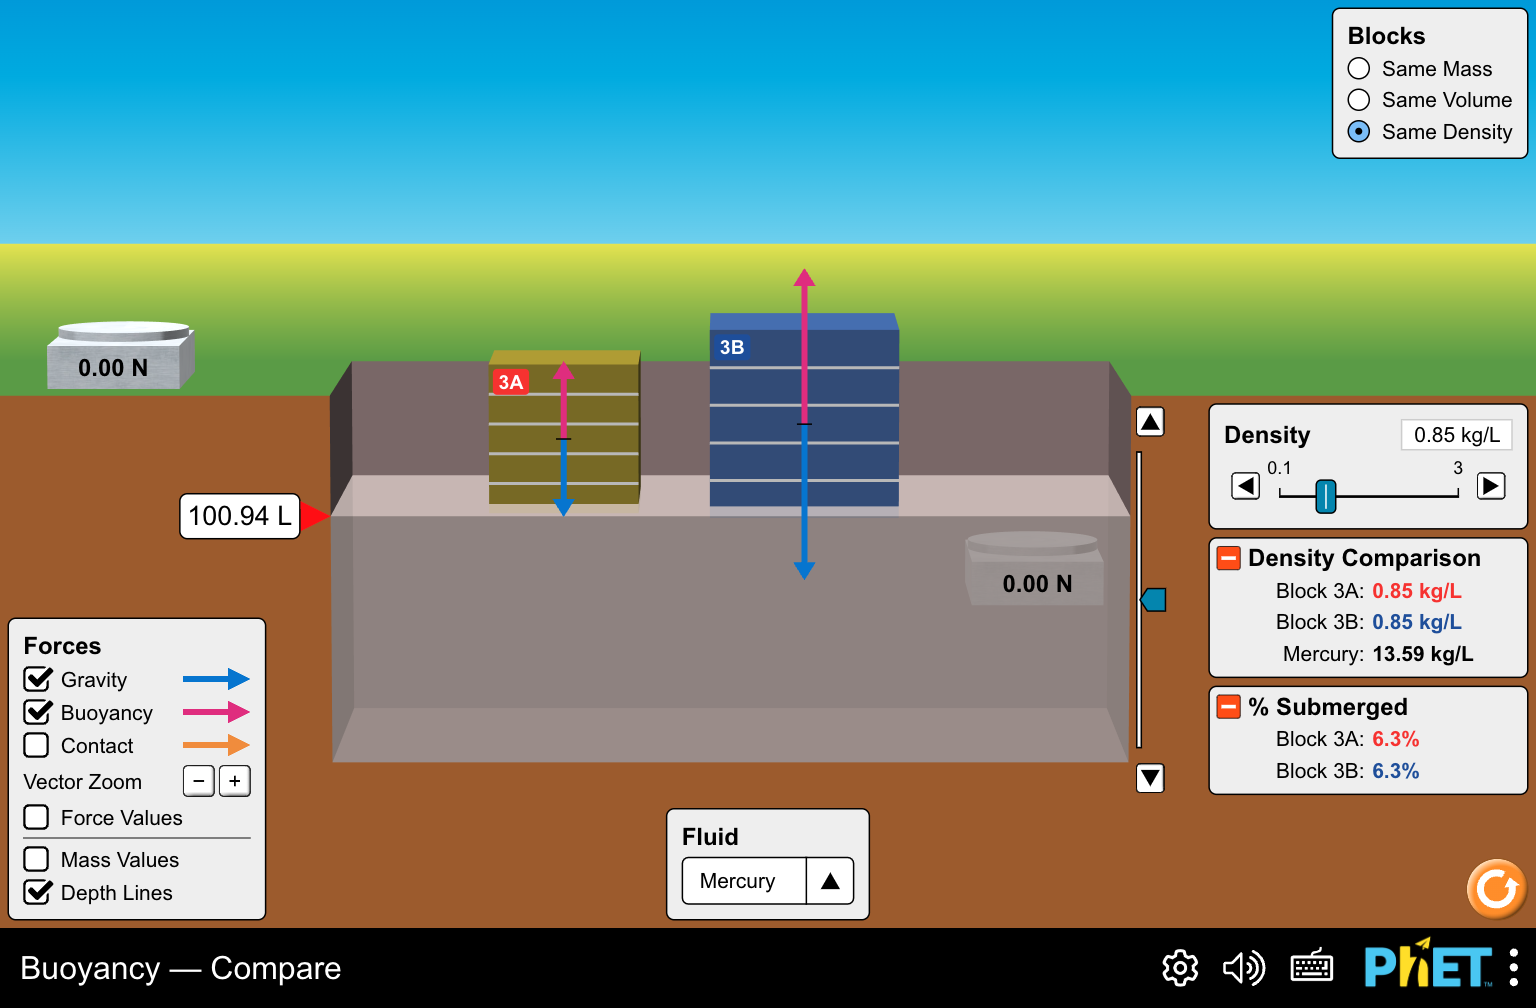 Blocks
Same Mass
Same Volume
Same Density
3B
0.00 N
3A
Density
0.85 kg/L
0.1
3
100.94 L
0.00 N
Density Comparison
Block 3A: 0.85 kg/L
Block 3B: 0.85 kg/L
Mercury: 13.59 kg/L
% Submerged
Block 3A: 6.3%
Block 3B: 6.3%
Forces
Gravity
Buoyancy
Contact
Vector Zoom
− +
Force Values
Mass Values
Depth Lines
Fluid
Mercury
Buoyancy — Compare
PhET™